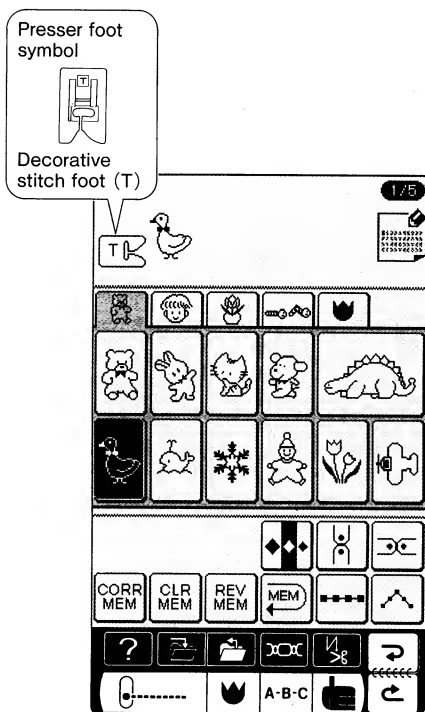 Presser foot
symbol
T
Decorative
stitch foot (T)
1/5
T
CORR
MEM
CLR
MEM
REV
MEM
MEM
?
A-B-C